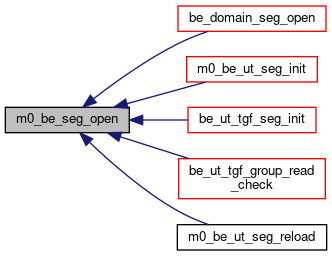 be_domain_seg_open
m0_be_ut_seg_init
m0_be_seg_open
be_ut_tgf_seg_init
be_ut_tgf_group_read
_check
m0_be_ut_seg_reload